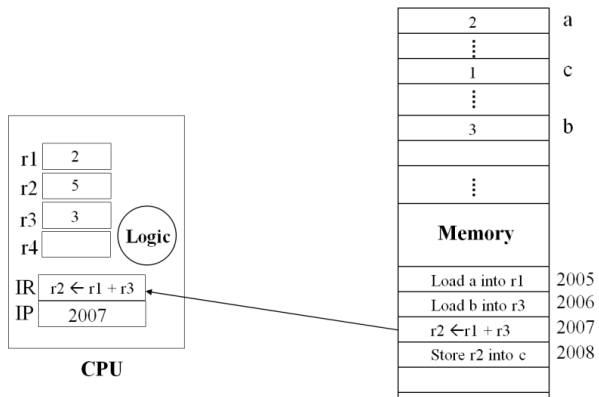 2 a
1 c
3 b
Memory
Load a into r1 2005
Load b into r3 2006
r2 ←r1 + r3 2007
Store r2 into c 2008
r1 2
r2 5
r3 3
r4
Logic
IR r2 ← r1 + r3
IP 2007
CPU